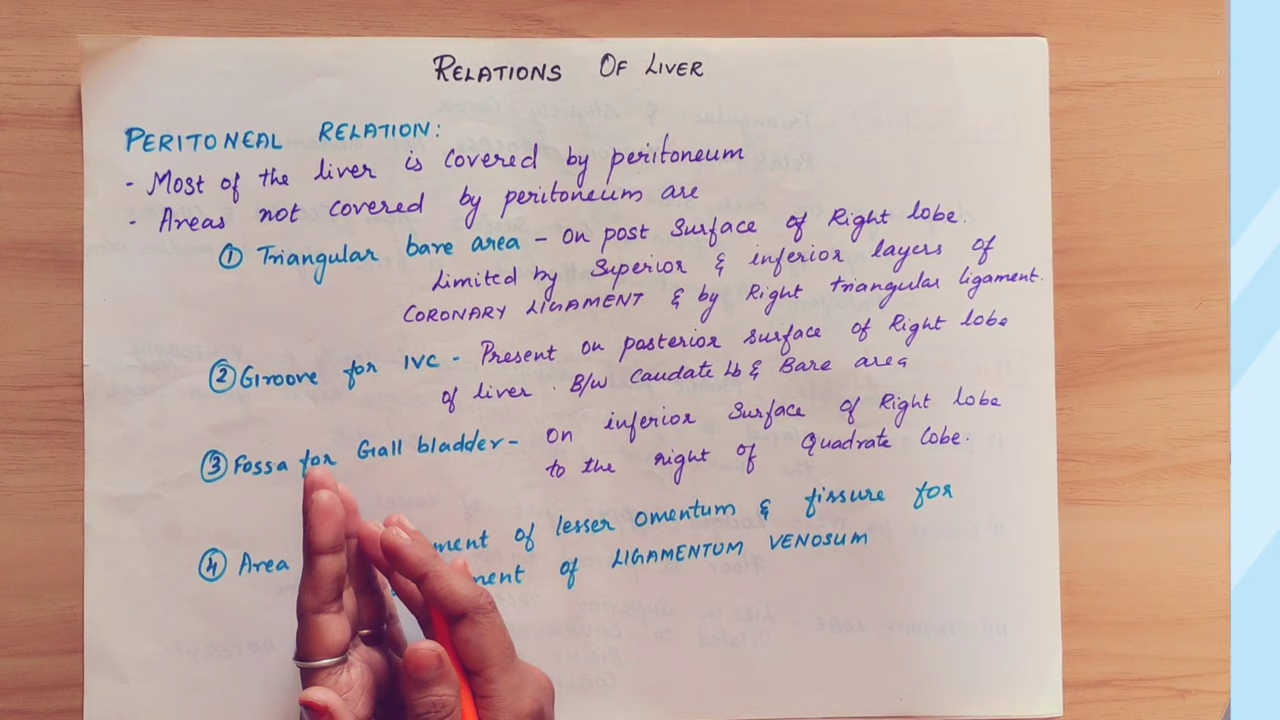 RELATIONS OF LIVER
PERITONEAL RELATION:
- Most of the liver is covered by peritoneum
- Areas not covered by peritoneum are
① Triangular bare area - on post surface of Right lobe.
Limited by Superior & inferior layers of
CORONARY LIGAMENT & by Right triangular ligament.
② Groove for IVC - Present on posterior surface of Right lobe
of liver. B/W Caudate lb & Bare area
③ Fossa for Gall bladder - On inferior Surface of Right lobe
to the right of Quadrate lobe.
④ Area of lesser omentum & fissure for
of LIGAMENTUM VENOSUM